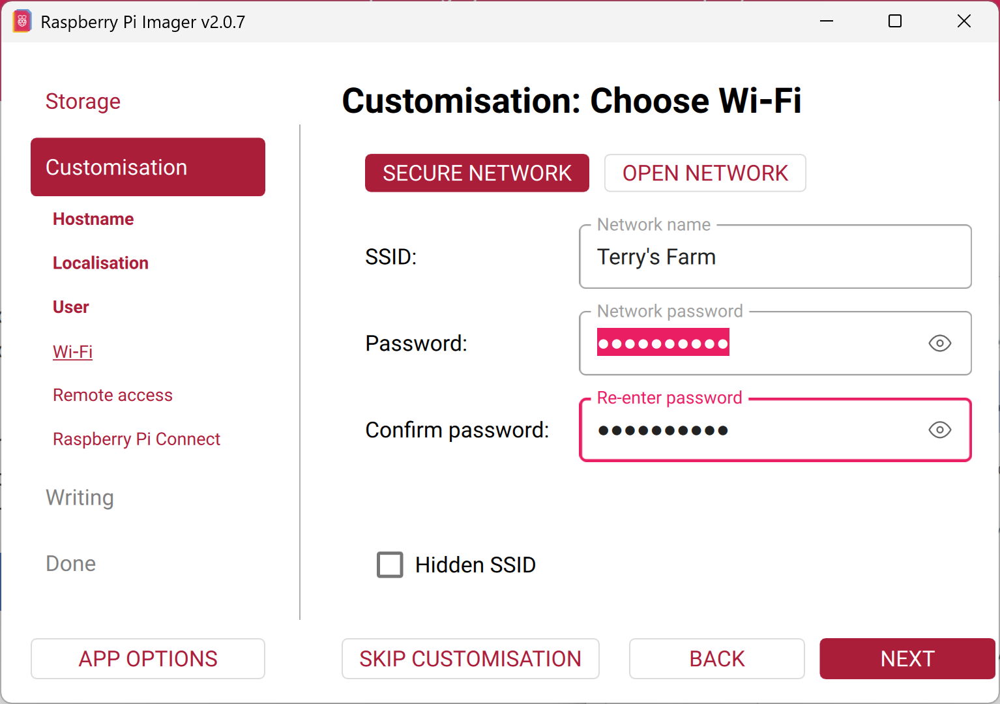 Raspberry Pi Imager v2.0.7
Storage
Customisation
Hostname
Localisation
User
Wi-Fi
Remote access
Raspberry Pi Connect
Writing
Done
APP OPTIONS
Customisation: Choose Wi-Fi
SECURE NETWORK OPEN NETWORK
Network name
SSID: Terry's Farm
Network password
Password: ●●●●●●●●●●
Re-enter password
Confirm password: ●●●●●●●●●●
Hidden SSID
SKIP CUSTOMISATION BACK NEXT